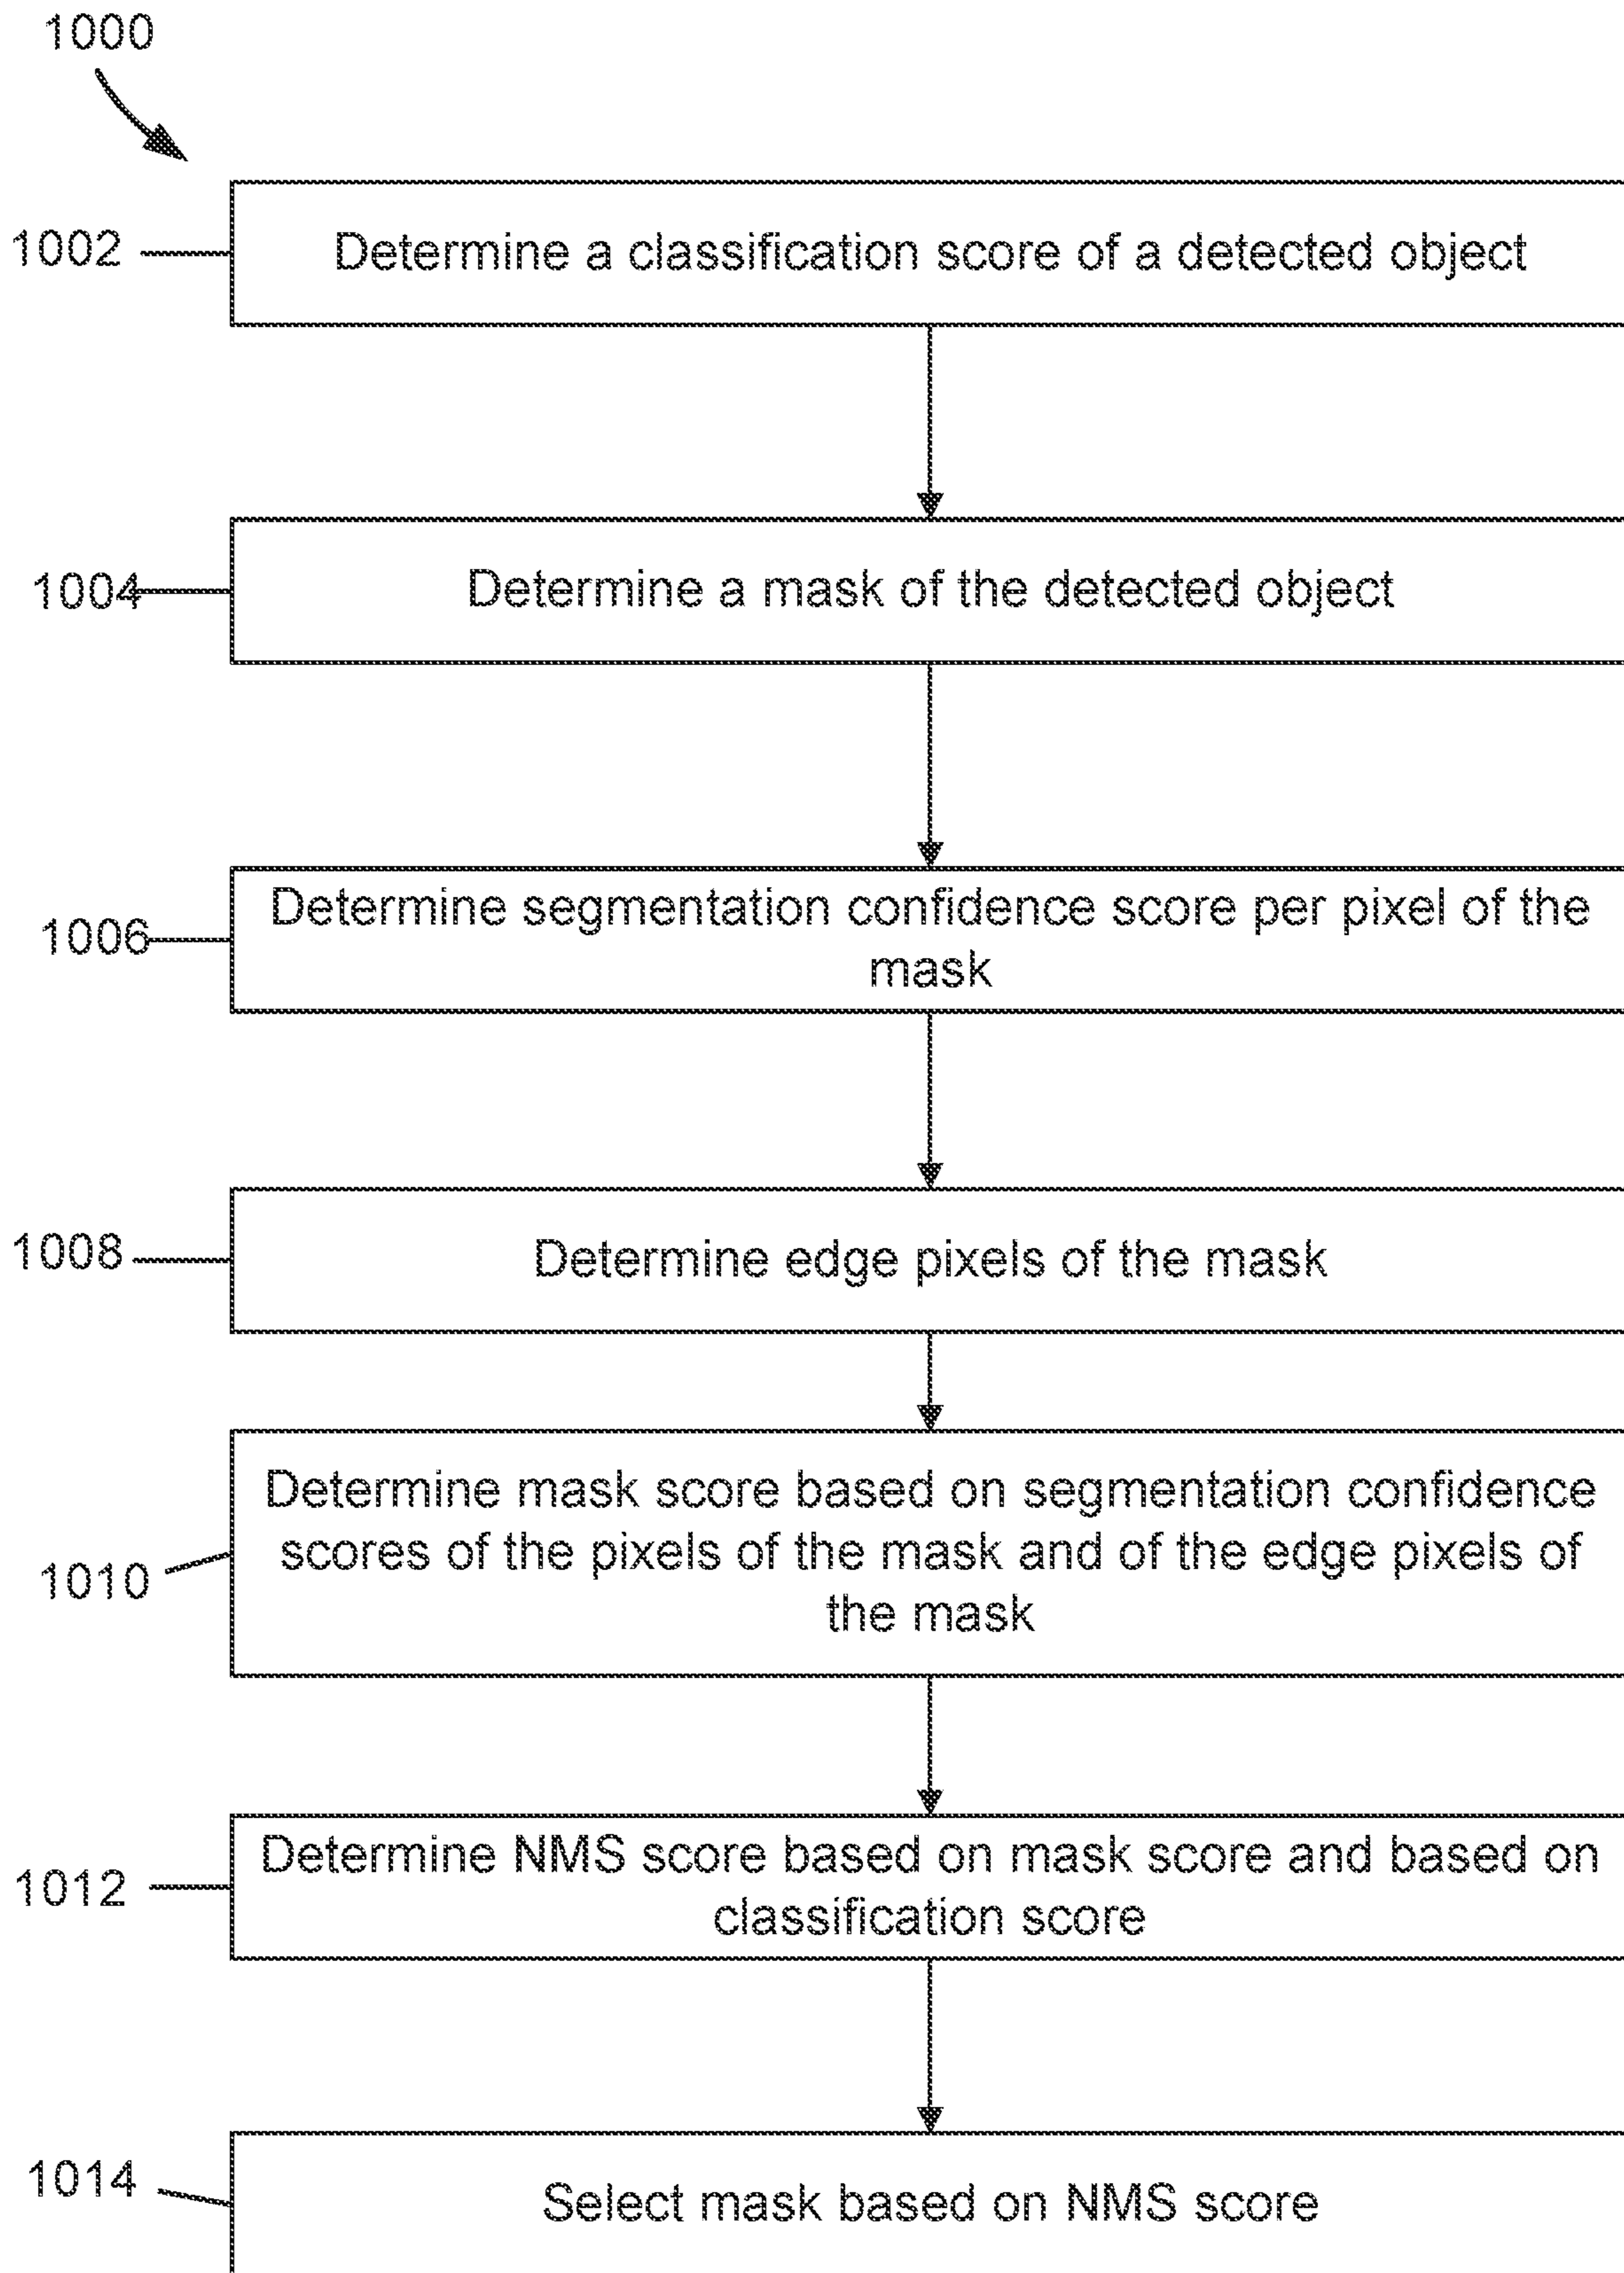 1000
1002
Determine a classification score of a detected object
1004
Determine a mask of the detected object
1006
Determine segmentation confidence score per pixel of the
mask
1008
Determine edge pixels of the mask
1010
Determine mask score based on segmentation confidence
scores of the pixels of the mask and of the edge pixels of
the mask
1012
Determine NMS score based on mask score and based on
classification score
1014
Select mask based on NMS score